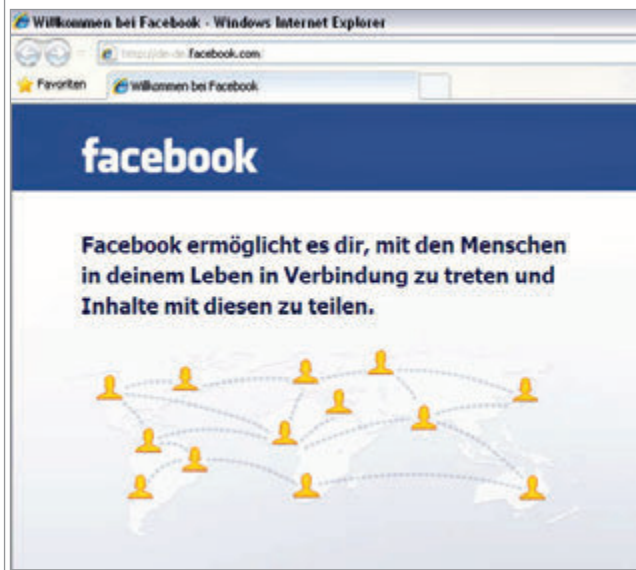 Willkommen bei Facebook - Windows Internet Explorer
facebook.com
Favoriten Willkommen bei Facebook
facebook
Facebook ermöglicht es dir, mit den Menschen
in deinem Leben in Verbindung zu treten und
Inhalte mit diesen zu teilen.